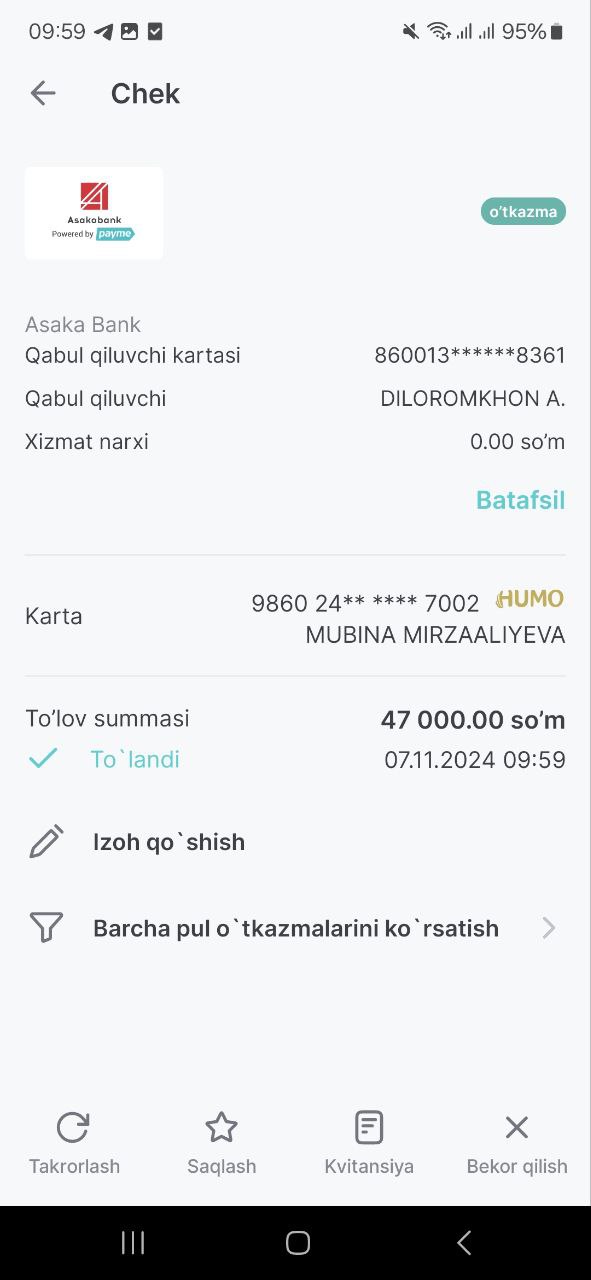 09:59 95%
Chek
Asakabank
Powered by payme
o'tkazma
Asaka Bank
Qabul qiluvchi kartasi 860013******8361
Qabul qiluvchi DILOROMKHON A.
Xizmat narxi 0.00 so’m
Batafsil
9860 24** **** 7002 HUMO
Karta
MUBINA MIRZAALIYEVA
To’lov summasi 47 000.00 so’m
To`landi 07.11.2024 09:59
Izoh qo`shish
Barcha pul o`tkazmalarini ko`rsatish
Takrorlash Saqlash Kvitansiya Bekor qilish